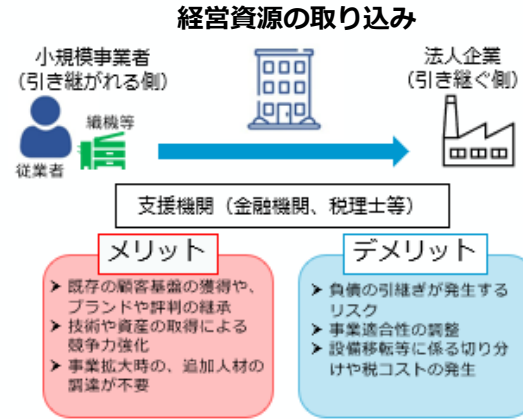 経営資源の取り込み
小規模事業者
（引き継がれる側）
法人企業
（引き継ぐ側）
織機等
従業者
支援機関（金融機関、税理士等）
メリット
➤ 既存の顧客基盤の獲得や、
ブランドや評判の継承
➤ 技術や資産の取得による
競争力強化
➤ 事業拡大時の、追加人材の
調達が不要
デメリット
➤ 負債の引継ぎが発生する
リスク
➤ 事業適合性の調整
➤ 設備移転等に係る切り分
けや税コストの発生